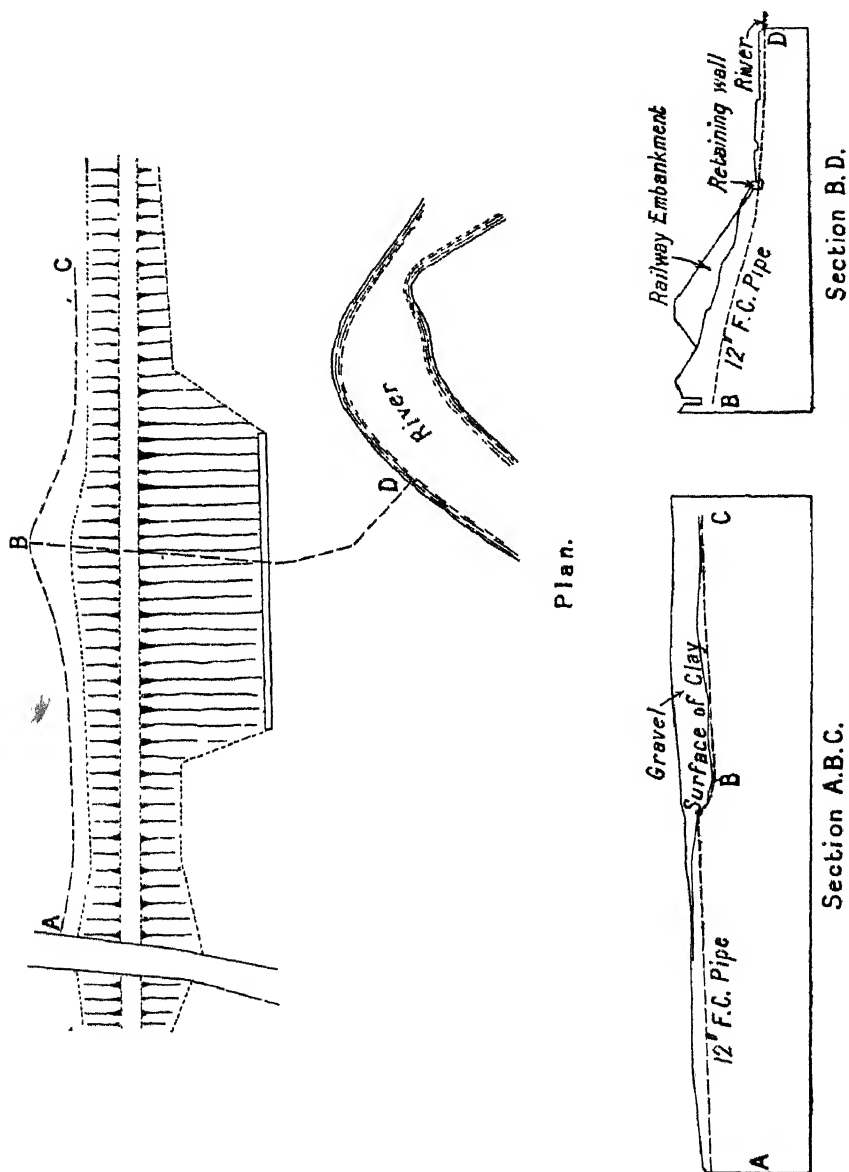 A
B
C
D
River
Plan.
Gravel
Surface of Clay
12" F.C. Pipe
A
B
C
Section A.B.C.
Railway Embankment
Retaining wall
River
12" F.C. Pipe
B
D
Section B.D.